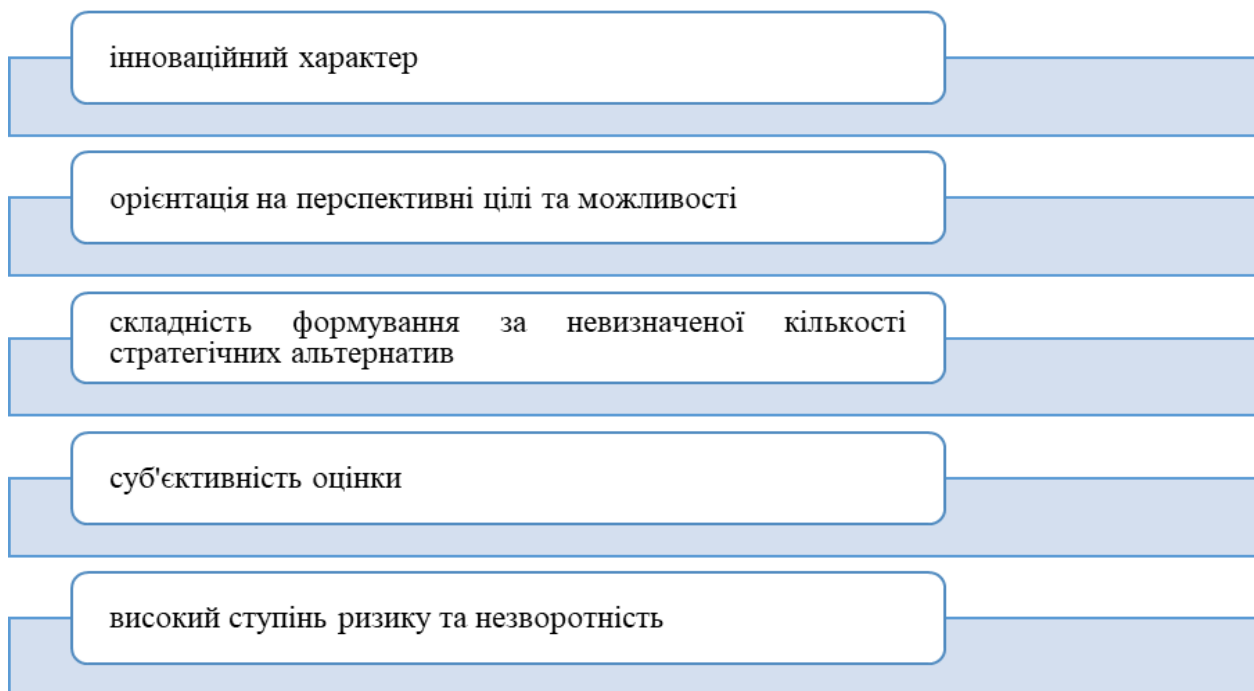 інноваційний характер
орієнтація на перспективні цілі та можливості
складність формування за невизначеної кількості
стратегічних альтернатив
суб'єктивність оцінки
високий ступінь ризику та незворотність